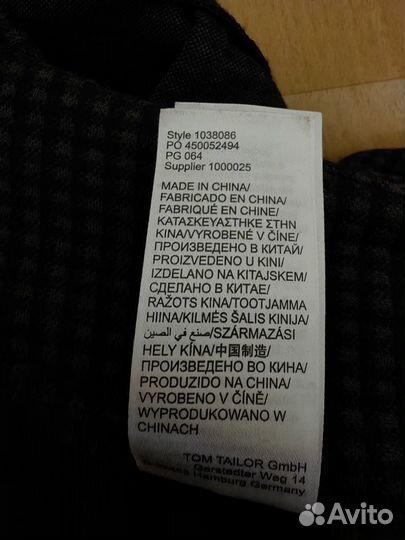 Style 1038086
PO 450052494
PG 064
Supplier 1000025
MADE IN CHINA/
FABRICADO EN CHINA/
FABRIQUÉ EN CHINE/
ΚΑΤΑΣΚΕΥΑΣΤΗΚΕ ΣΤΗΝ
ΚΙΝΑ/VYROBENÉ V ČÍNE/
ПРОИЗВЕДЕНО В КИТАЙ/
PROIZVEDENO U KINI/
IZDELANO NA KITAJSKEM/
СДЕЛАНО В КИТАЕ/
RAŽOTS KINA/TOOTJAMMA
HIINA/KILMĖS ŠALIS KINIJA/
صنع في الصين/SZÁRMAZÁSI
HELY KÍNA/中国制造/
ПРОИЗВЕДЕНО ВО КИНА/
PRODUZIDO NA CHINA/
VYROBENO V ČÍNĚ/
WYPRODUKOWANO W
CHINACH
TOM TAILOR GmbH
Garstedter Weg 14
Hamburg Germany
Avito